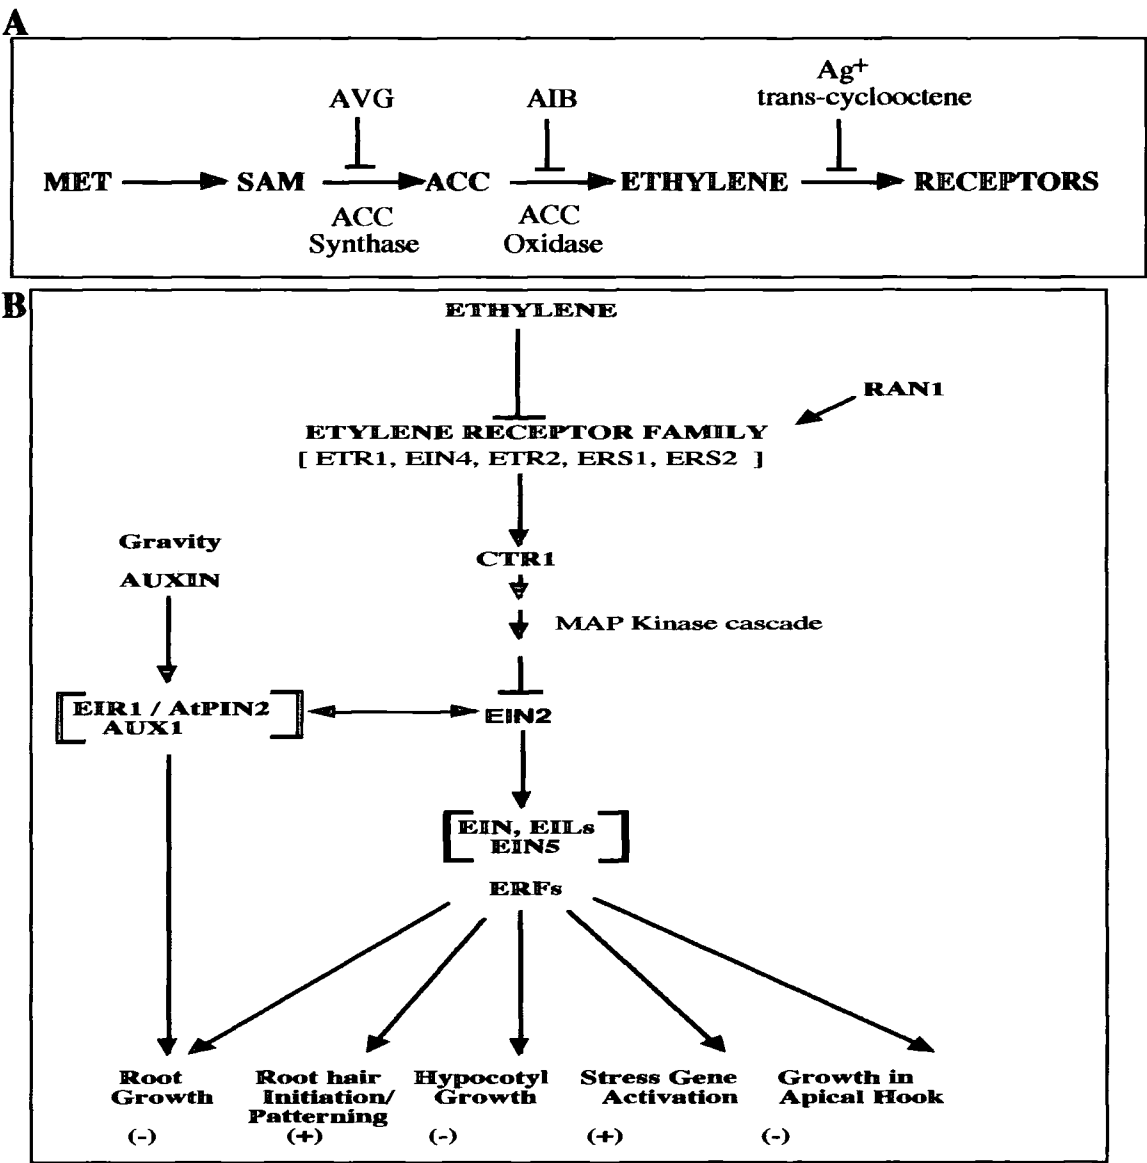 A
Ag+
AVG AIB trans-cyclooctene
MET SAM ACC ETHYLENE RECEPTORS
ACC ACC
Synthase Oxidase
B
ETHYLENE
RAN1
ETYLENE RECEPTOR FAMILY
[ ETR1, EIN4, ETR2, ERS1, ERS2 ]
Gravity
CTR1
AUXIN
MAP Kinase cascade
EIR1 / AtPIN2 EIN2
AUX1
EIN, EILs
EIN5
ERFs
Root Root hair Hypocotyl Stress Gene Growth in
Growth Initiation/ Growth Activation Apical Hook
Patterning
(-) (+) (-) (+) (-)